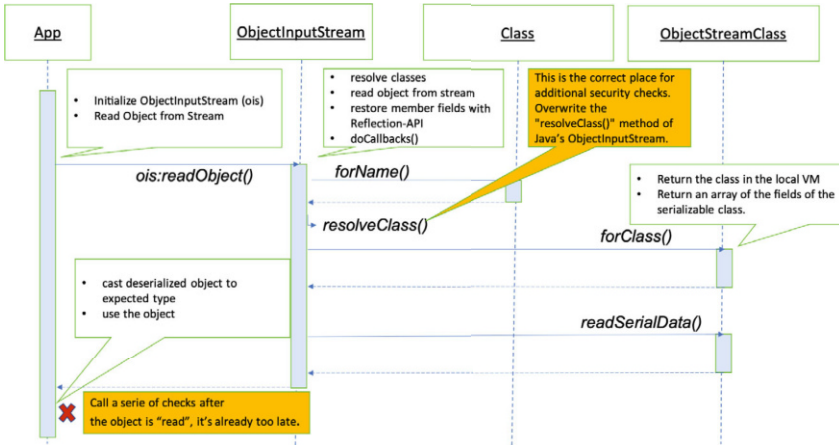 App
ObjectInputStream
Class
ObjectStreamClass
• Initialize ObjectInputStream (ois)
• Read Object from Stream
• resolve classes
• read object from stream
• restore member fields with
Reflection-API
• doCallbacks()
This is the correct place for
additional security checks.
Overwrite the
"resolveClass()" method of
Java's ObjectInputStream.
ois:readObject()
forName()
• Return the class in the local VM
• Return an array of the fields of the
serializable class.
resolveClass()
forClass()
• cast deserialized object to
expected type
• use the object
readSerialData()
Call a serie of checks after
the object is “read”, it’s already too late.